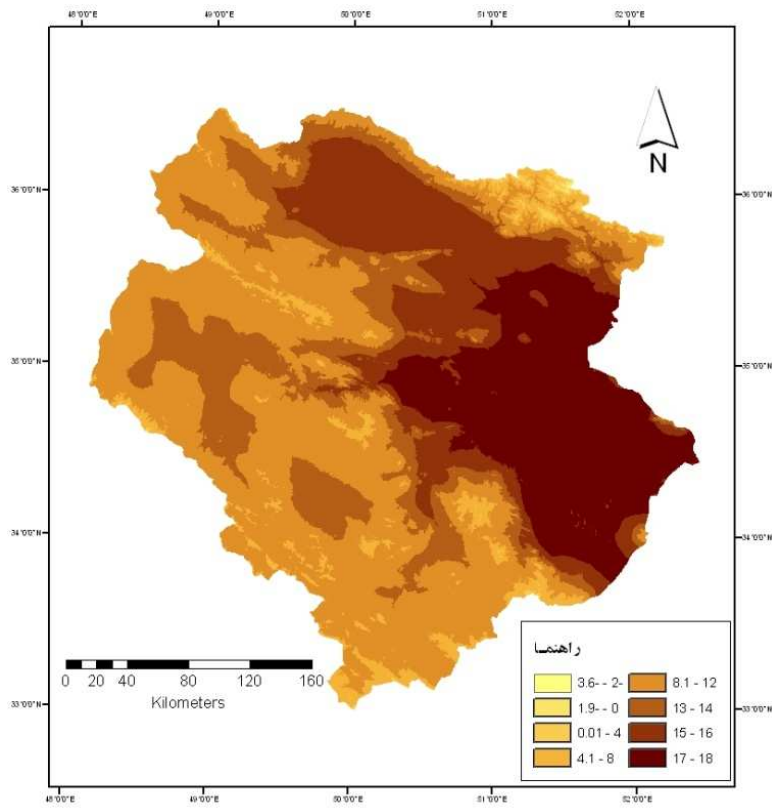 48°0'0"E 49°0'0"E 50°0'0"E 51°0'0"E 52°0'0"E
N
36°0'0"N 36°0'0"N
35°0'0"N 35°0'0"N
34°0'0"N 34°0'0"N
33°0'0"N 33°0'0"N
0 20 40 80 120 160
Kilometers
راهنمـا
3.6-- 2- 8.1 - 12
1.9- - 0 13 - 14
0.01 - 4 15 - 16
4.1 - 8 17 - 18
48°0'0"E 49°0'0"E 50°0'0"E 51°0'0"E 52°0'0"E